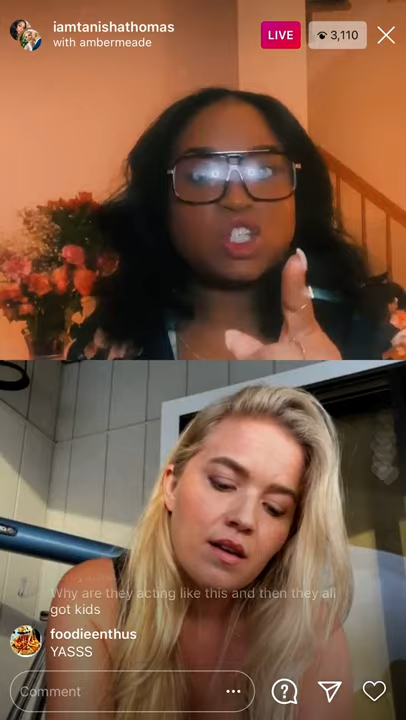 iamtanishathomas
with ambermeade
LIVE
3,110
Why are they acting like this and then they all
got kids
foodieenthus
YASSS
Comment